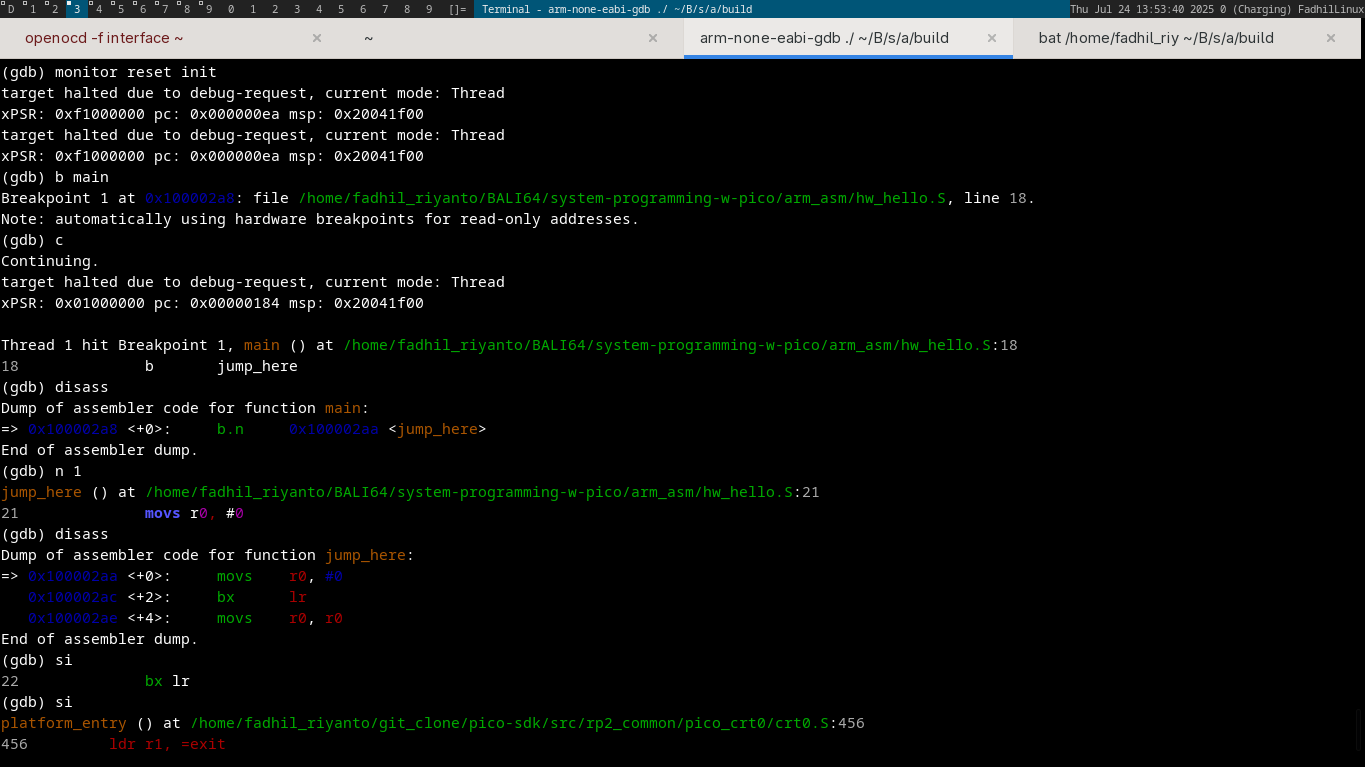 D 1 2 3 4 5 6 7 8 9 0 1 2 3 4 5 6 7 8 9 []= Terminal - arm-none-eabi-gdb ./ ~/B/s/a/build Thu Jul 24 13:53:40 2025 0 (Charging) FadhilLinux
openocd -f interface ~ × ~ × arm-none-eabi-gdb ./ ~/B/s/a/build × bat /home/fadhil_riy ~/B/s/a/build ×
(gdb) monitor reset init
target halted due to debug-request, current mode: Thread
xPSR: 0xf1000000 pc: 0x000000ea msp: 0x20041f00
target halted due to debug-request, current mode: Thread
xPSR: 0xf1000000 pc: 0x000000ea msp: 0x20041f00
(gdb) b main
Breakpoint 1 at 0x100002a8: file /home/fadhil_riyanto/BALI64/system-programming-w-pico/arm_asm/hw_hello.S, line 18.
Note: automatically using hardware breakpoints for read-only addresses.
(gdb) c
Continuing.
target halted due to debug-request, current mode: Thread
xPSR: 0x01000000 pc: 0x00000184 msp: 0x20041f00
Thread 1 hit Breakpoint 1, main () at /home/fadhil_riyanto/BALI64/system-programming-w-pico/arm_asm/hw_hello.S:18
18 b jump_here
(gdb) disass
Dump of assembler code for function main:
=> 0x100002a8 <+0>: b.n 0x100002aa <jump_here>
End of assembler dump.
(gdb) n 1
jump_here () at /home/fadhil_riyanto/BALI64/system-programming-w-pico/arm_asm/hw_hello.S:21
21 movs r0, #0
(gdb) disass
Dump of assembler code for function jump_here:
=> 0x100002aa <+0>: movs r0, #0
0x100002ac <+2>: bx lr
0x100002ae <+4>: movs r0, r0
End of assembler dump.
(gdb) si
22 bx lr
(gdb) si
platform_entry () at /home/fadhil_riyanto/git_clone/pico-sdk/src/rp2_common/pico_crt0/crt0.S:456
456 ldr r1, =exit